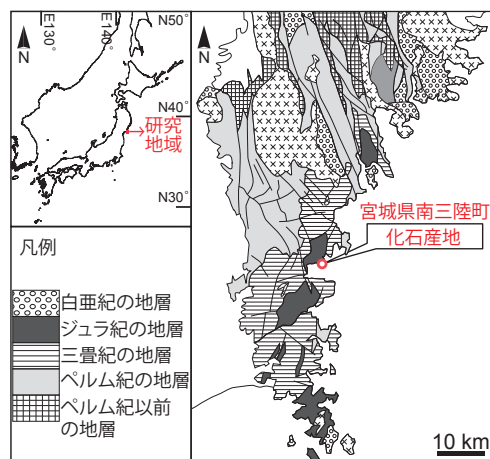 E130°
E140°
N50°
N
N
N40°
研究
地域
N30°
宮城県南三陸町
化石産地
凡例
白亜紀の地層
ジュラ紀の地層
三畳紀の地層
ペルム紀の地層
ペルム紀以前
の地層
10 km